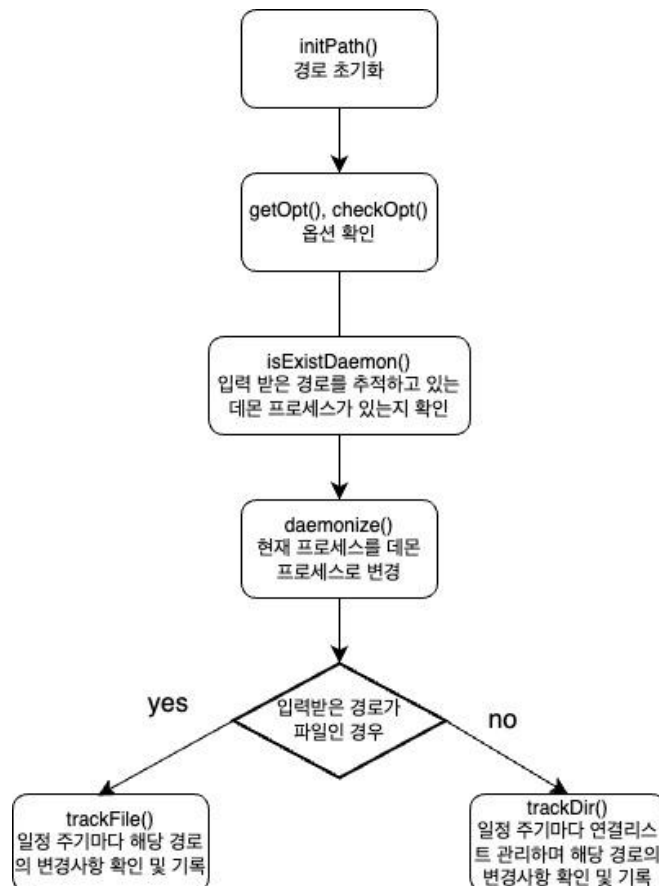 initPath()
경로 초기화
getOpt(), checkOpt()
옵션 확인
isExistDaemon()
입력 받은 경로를 추적하고 있는
데몬 프로세스가 있는지 확인
daemonize()
현재 프로세스를 데몬
프로세스로 변경
입력받은 경로가
파일인 경우
yes
no
trackFile()
일정 주기마다 해당 경로
의 변경사항 확인 및 기록
trackDir()
일정 주기마다 연결리스
트 관리하며 해당 경로의
변경사항 확인 및 기록